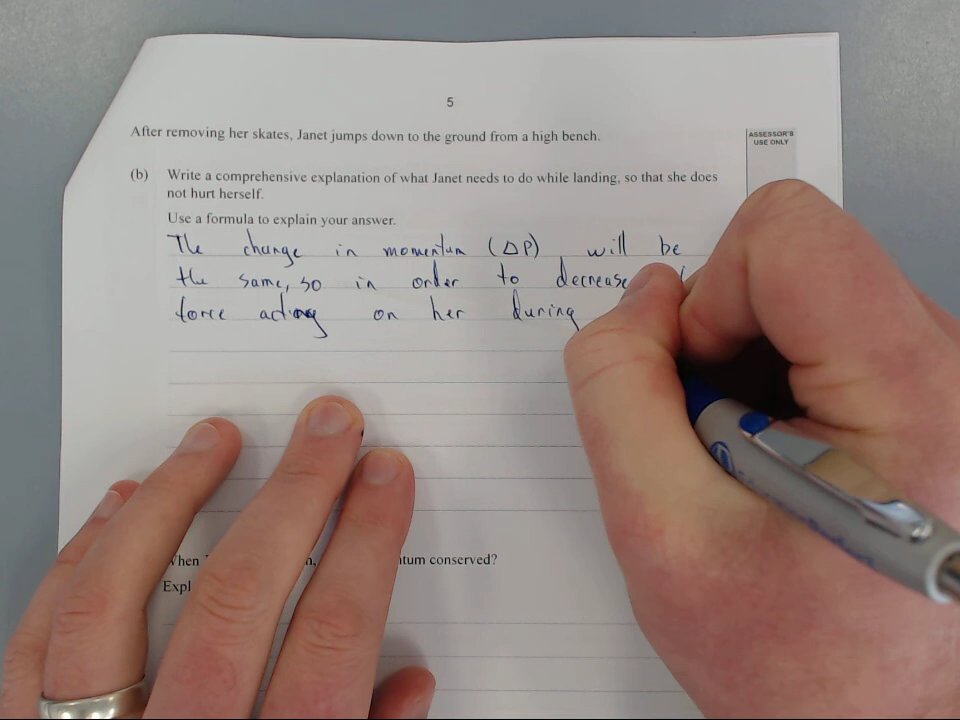 5
After removing her skates, Janet jumps down to the ground from a high bench.
ASSESSOR'S
USE ONLY
(b) Write a comprehensive explanation of what Janet needs to do while landing, so that she does
not hurt herself.
Use a formula to explain your answer.
The change in momentum (ΔP) will be
the same, so in order to decrease
force acting on her during
When
ntum conserved?
Expl